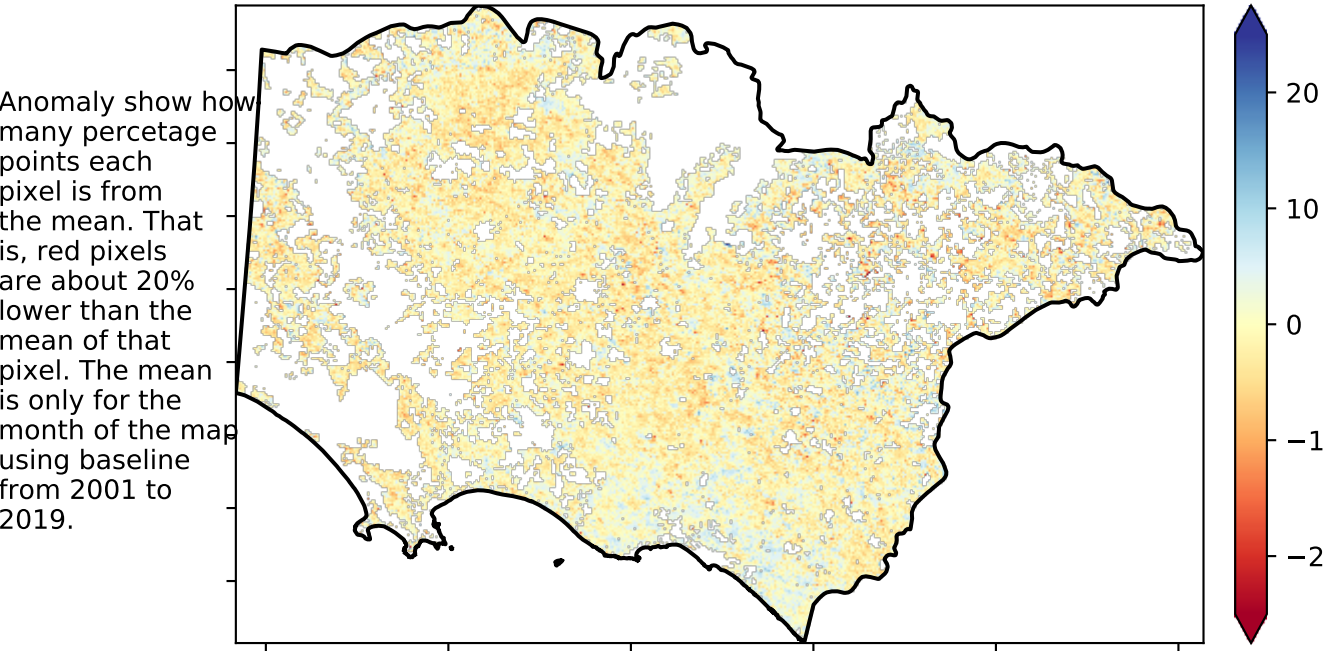 Anomaly show how
many percetage
points each
pixel is from
the mean. That
is, red pixels
are about 20%
lower than the
mean of that
pixel. The mean
is only for the
month of the map
using baseline
from 2001 to
2019.
20
10
0
−1
−2